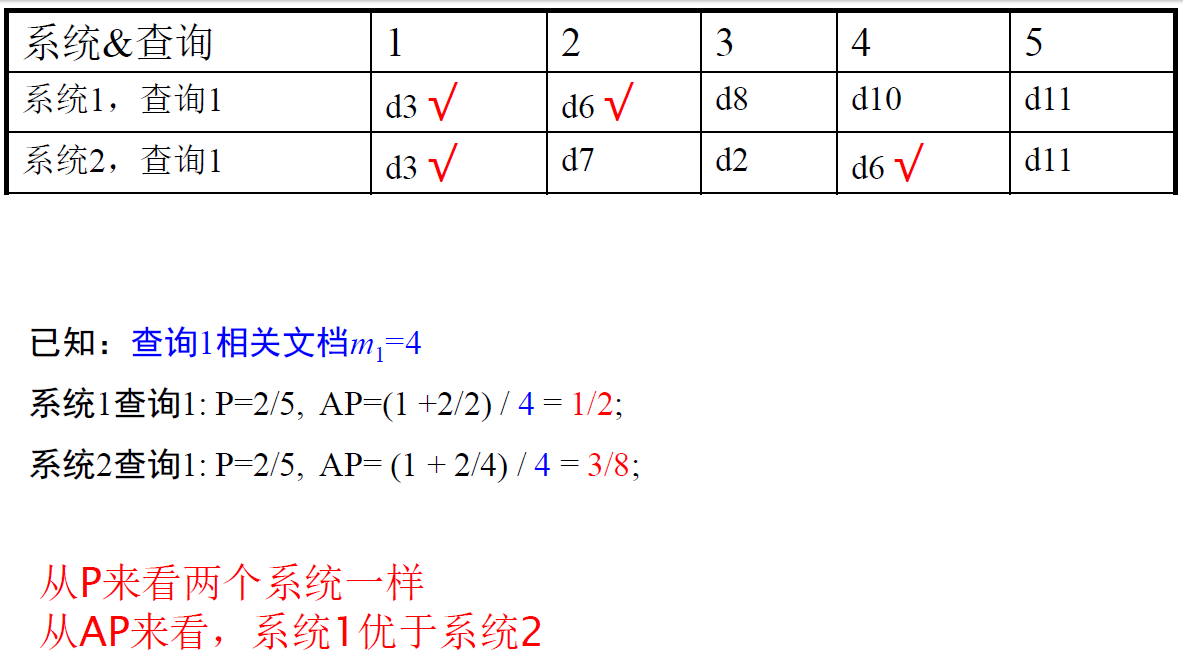 系统&查询 1 2 3 4 5
系统1，查询1 d3 √ d6 √ d8 d10 d11
系统2，查询1 d3 √ d7 d2 d6 √ d11
已知：查询1相关文档m1=4
系统1查询1: P=2/5, AP=(1 +2/2) / 4 = 1/2;
系统2查询1: P=2/5, AP= (1 + 2/4) / 4 = 3/8;
从P来看两个系统一样
从AP来看，系统1优于系统2